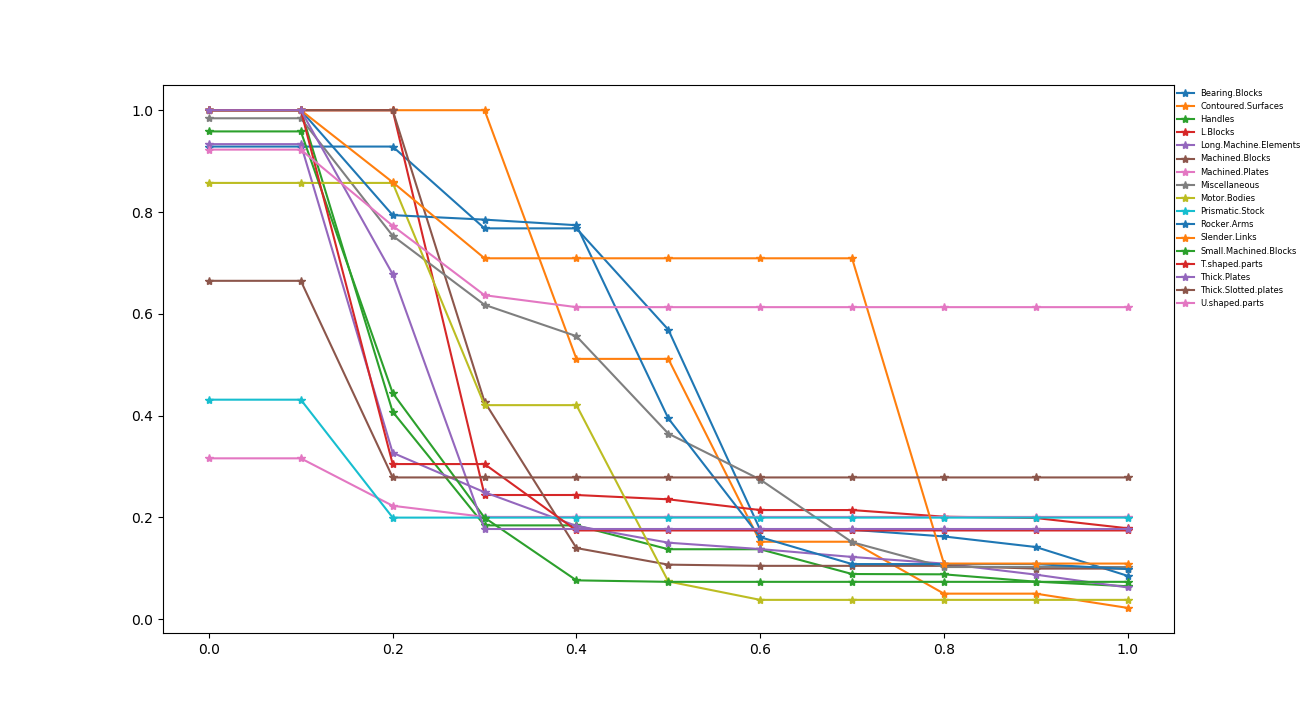 1.0
0.8
0.6
0.4
0.2
0.0
0.0 0.2 0.4 0.6 0.8 1.0
Bearing.Blocks
Contoured.Surfaces
Handles
L.Blocks
Long.Machine.Elements
Machined.Blocks
Machined.Plates
Miscellaneous
Motor.Bodies
Prismatic.Stock
Rocker.Arms
Slender.Links
Small.Machined.Blocks
T.shaped.parts
Thick.Plates
Thick.Slotted.plates
U.shaped.parts